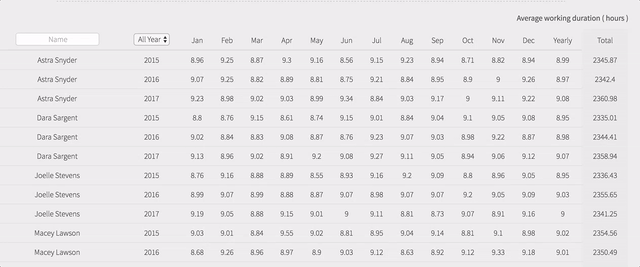 Average working duration ( hours )
Name All Year Jan Feb Mar Apr May Jun Jul Aug Sep Oct Nov Dec Yearly Total
Astra Snyder 2015 8.96 9.25 8.87 9.3 9.16 8.56 9.15 9.23 8.94 8.71 8.82 8.94 8.99 2345.87
Astra Snyder 2016 9.07 9.25 8.82 8.89 8.81 8.75 9.21 8.84 8.95 8.9 9 9.26 8.97 2342.4
Astra Snyder 2017 9.23 8.98 9.02 9.03 8.99 9.34 8.84 9.03 9.17 9 9.11 9.22 9.08 2360.98
Dara Sargent 2015 8.8 8.76 9.15 8.61 8.74 9.15 9.01 8.84 9.04 9.1 9.05 9.08 8.95 2335.01
Dara Sargent 2016 9.02 8.84 8.83 9.08 8.87 8.76 9.23 9.07 9.03 8.98 9.22 8.87 8.98 2344.41
Dara Sargent 2017 9.13 8.96 9.02 8.91 9.2 9.08 9.27 9.11 9.05 8.94 9.06 9.12 9.07 2358.94
Joelle Stevens 2015 8.76 9.16 8.88 8.89 8.55 8.93 9.16 9.2 9.09 8.8 8.96 9.05 8.95 2336.43
Joelle Stevens 2016 8.99 9.07 8.99 8.88 8.87 9.07 8.98 9.07 9.07 9.2 9.05 9.09 9.03 2355.65
Joelle Stevens 2017 9.19 9.05 8.88 9.15 9.01 9 9.11 8.81 8.73 9.07 8.91 9.16 9 2341.25
Macey Lawson 2015 9.03 9.01 8.84 9.55 9.02 8.81 8.95 9.04 9.14 8.81 9.1 8.98 9.02 2354.56
Macey Lawson 2016 8.68 9.26 8.96 8.97 8.9 9.03 9.12 8.63 8.92 9.12 9.33 9.18 9.01 2350.49